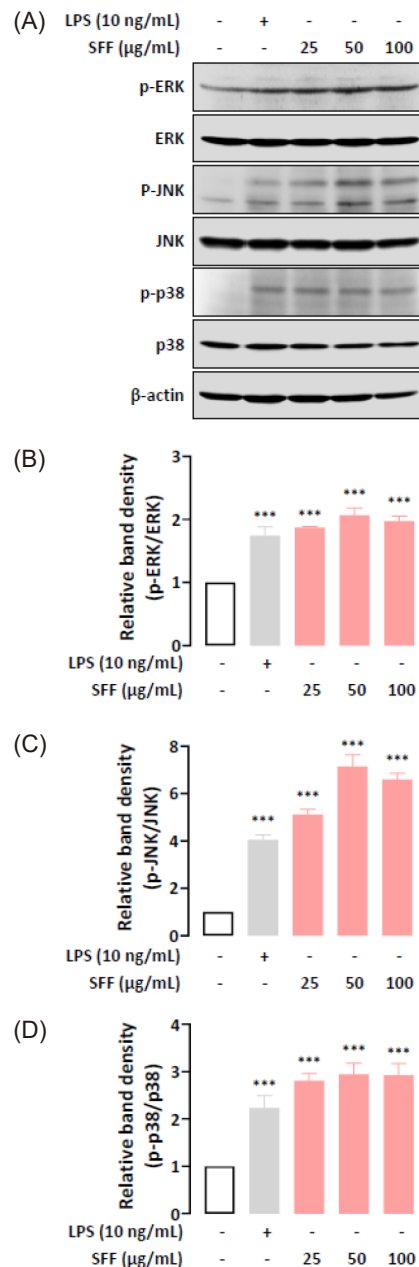 (A)
LPS (10 ng/mL) - + - - -
SFF (μg/mL) - - 25 50 100
p-ERK
ERK
P-JNK
JNK
p-p38
p38
β-actin
(B)
Relative band density
(p-ERK/ERK)
3
2
1
0
*** *** *** ***
LPS (10 ng/mL) - + - - -
SFF (μg/mL) - - 25 50 100
(C)
Relative band density
(p-JNK/JNK)
8
6
4
2
0
*** *** *** ***
LPS (10 ng/mL) - + - - -
SFF (μg/mL) - - 25 50 100
(D)
Relative band density
(p-p38/p38)
4
3
2
1
0
*** *** *** ***
LPS (10 ng/mL) - + - - -
SFF (μg/mL) - - 25 50 100